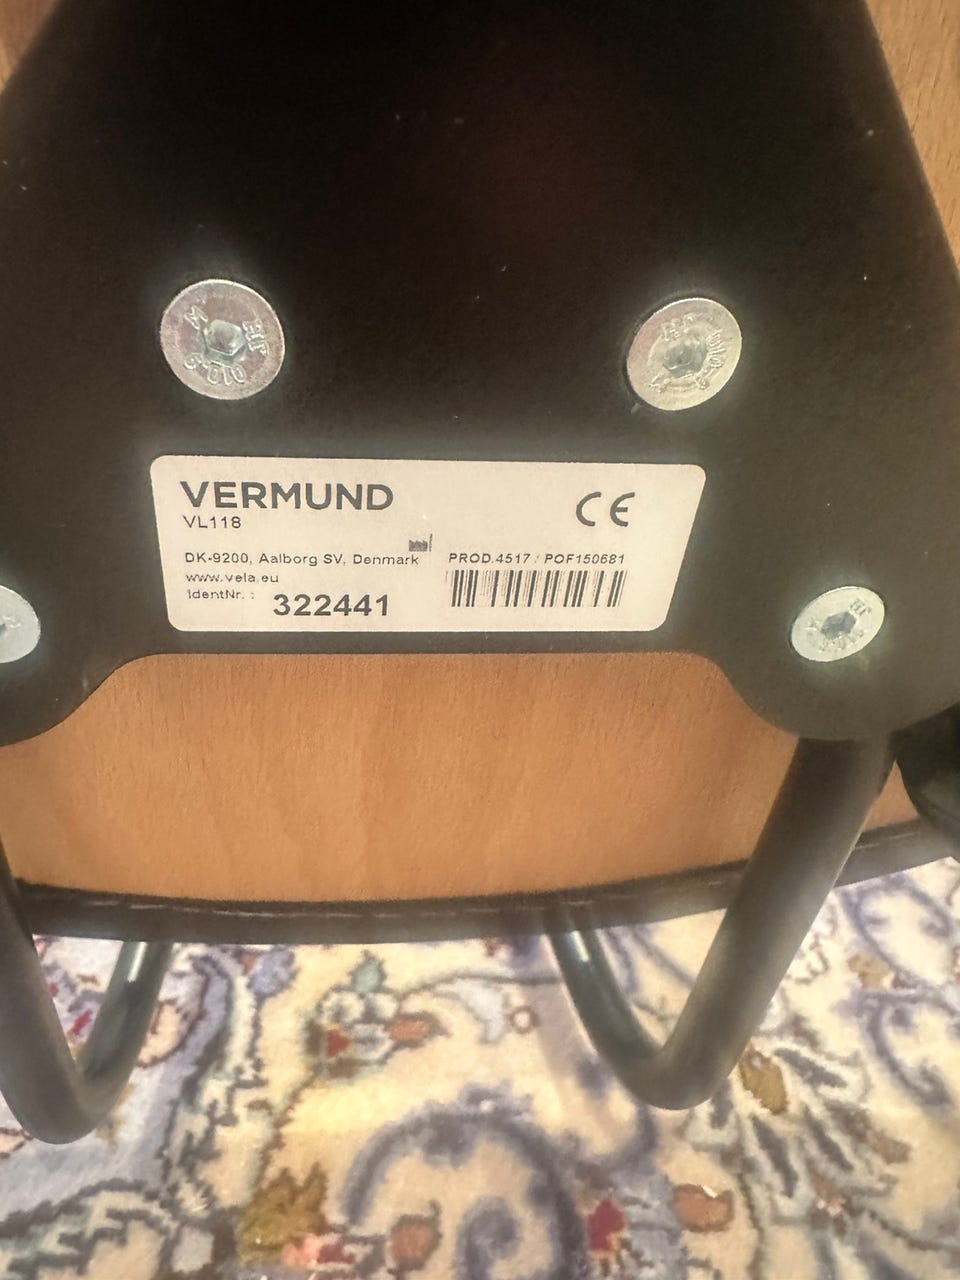 VERMUND
VL118
CE
DK-9200, Aalborg SV, Denmark
www.vela.eu
IdentNr. : 322441
PROD.4517 / POF150681